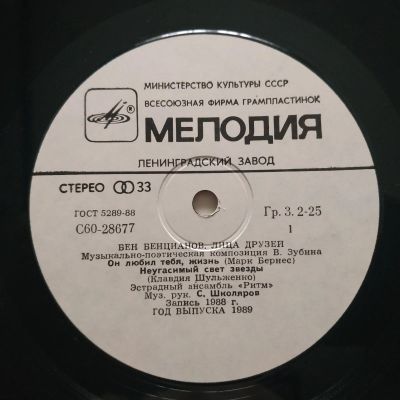 МИНИСТЕРСТВО КУЛЬТУРЫ СССР
ВСЕСОЮЗНАЯ ФИРМА ГРАМПЛАСТИНОК
®
МЕЛОДИЯ
ЛЕНИНГРАДСКИЙ ЗАВОД
СТЕРЕО 33
ГОСТ 5289-88 Гр. 3. 2-25
С60-28677 1
БЕН БЕНЦИАНОВ. ЛИЦА ДРУЗЕЙ
Музыкально-поэтическая композиция В. Зубина
Он любил тебя, жизнь (Марк Бернес)
Неугасимый свет звезды
(Клавдия Шульженко)
Эстрадный ансамбль «Ритм»
Муз. рук. С. Школяров
Запись 1988 г.
ГОД ВЫПУСКА 1989